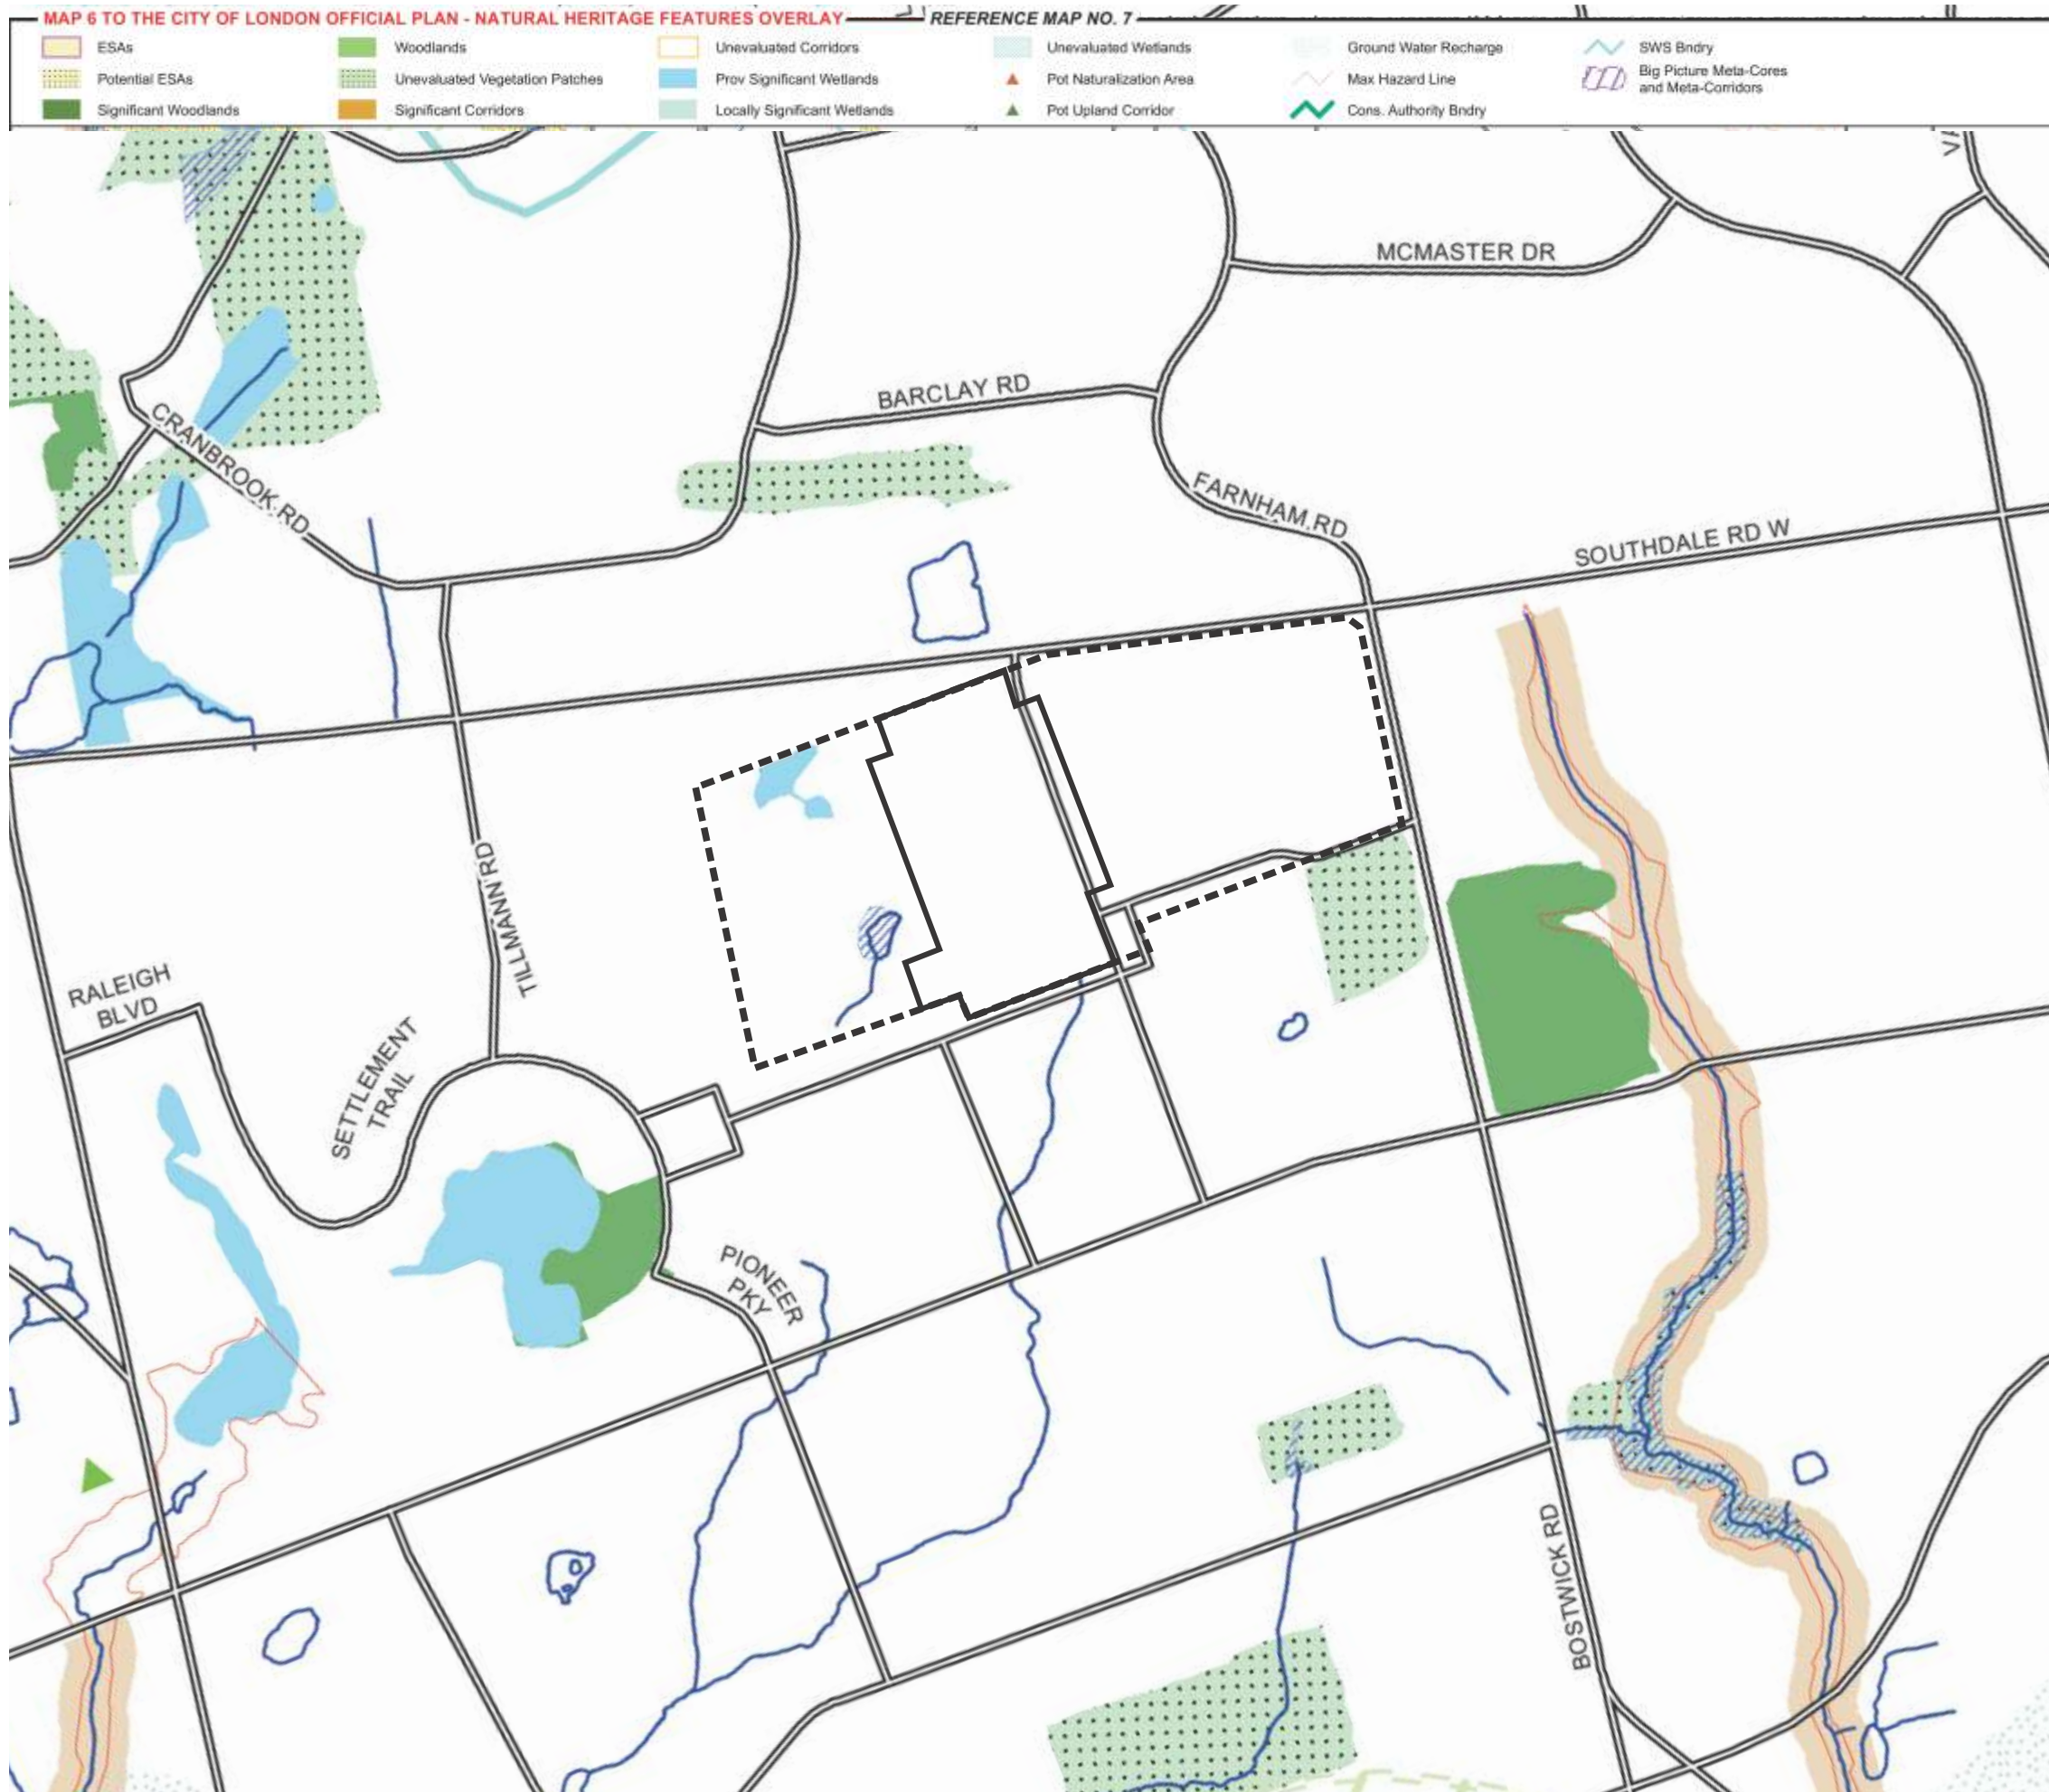 MAP 6 TO THE CITY OF LONDON OFFICIAL PLAN - NATURAL HERITAGE FEATURES OVERLAY
REFERENCE MAP NO. 7
ESAs
Woodlands
Unevaluated Corridors
Unevaluated Wetlands
Ground Water Recharge
SWS Bndry
Potential ESAs
Unevaluated Vegetation Patches
Prov Significant Wetlands
Pot Naturalization Area
Max Hazard Line
Big Picture Meta-Cores
and Meta-Corridors
Significant Woodlands
Significant Corridors
Locally Significant Wetlands
Pot Upland Corridor
Cons. Authority Bndry
MCMASTER DR
BARCLAY RD
CRANBROOK RD
FARNHAM RD
SOUTHDALE RD W
TILLMANN RD
RALEIGH
BLVD
SETTLEMENT
TRAIL
PIONEER
PKY
BOSTWICK RD